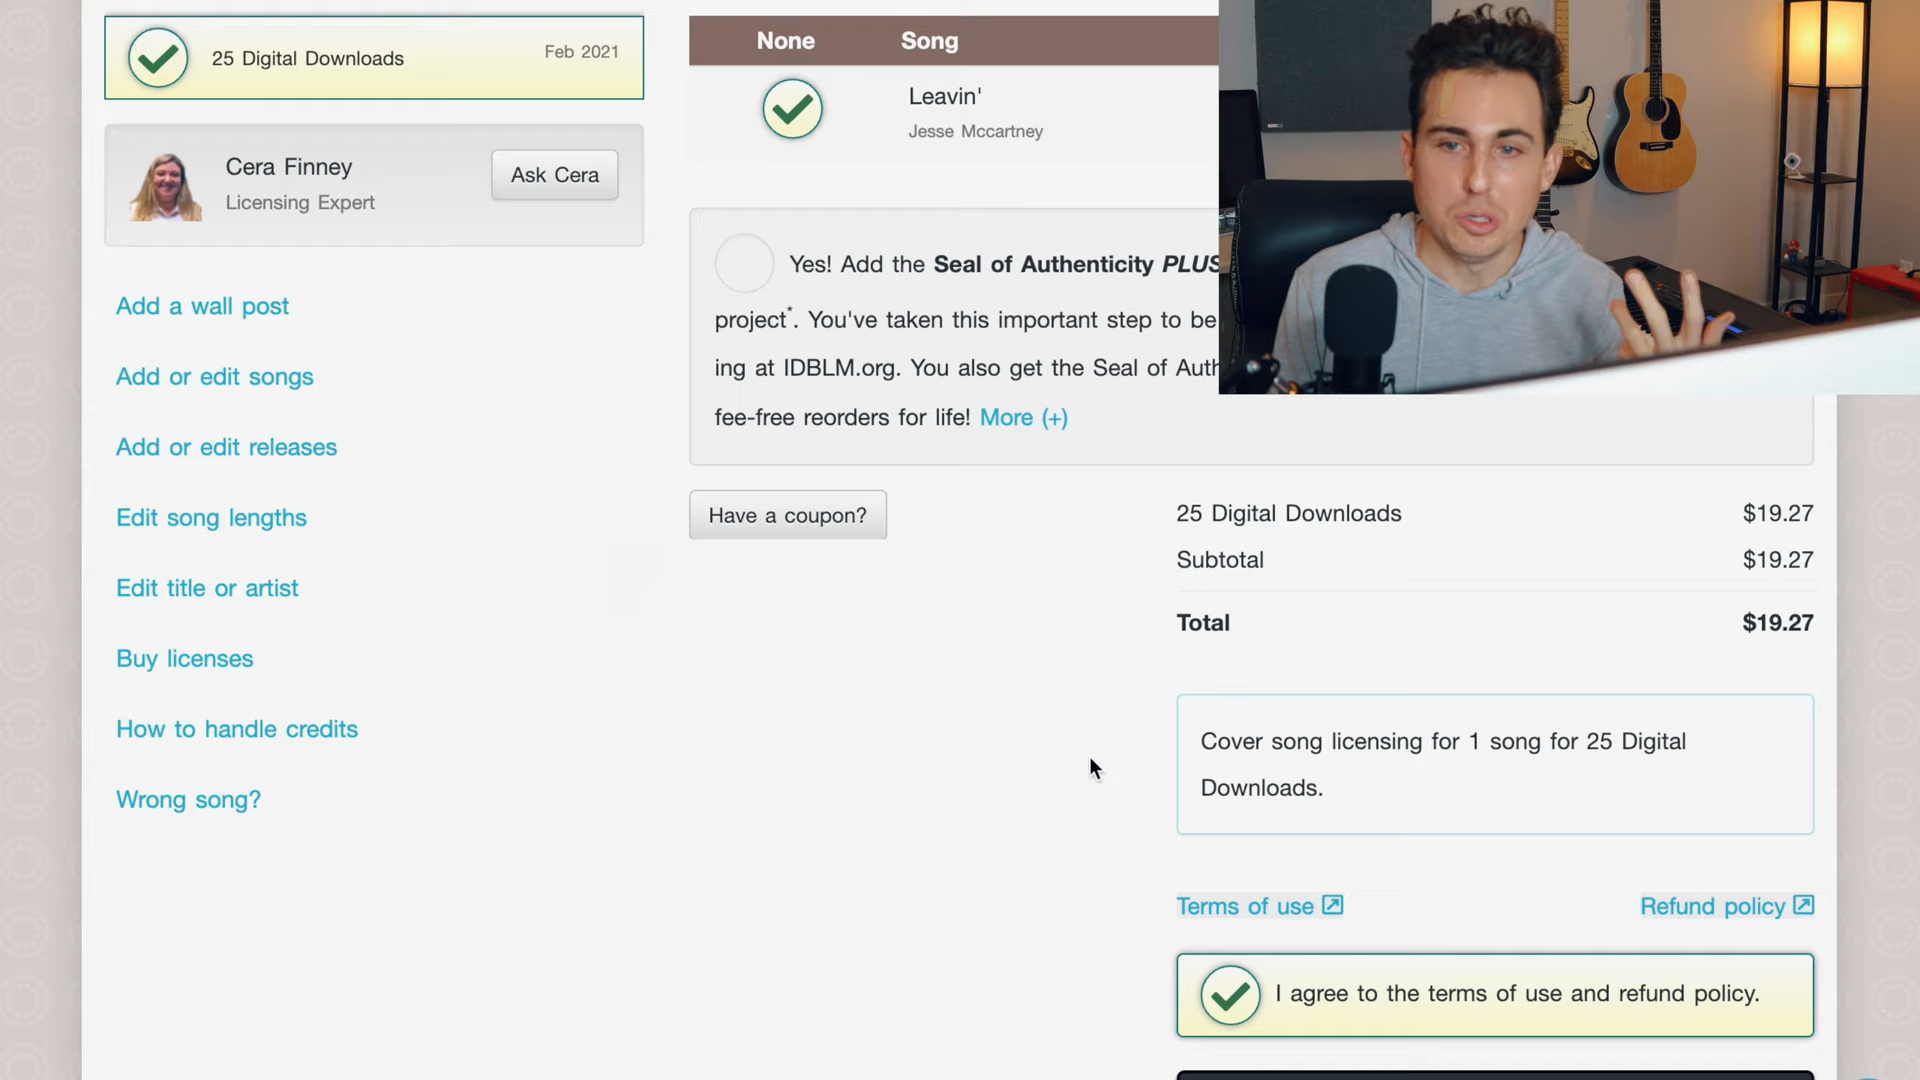 25 Digital Downloads
Feb 2021
Cera Finney
Licensing Expert
Ask Cera
Add a wall post
Add or edit songs
Add or edit releases
Edit song lengths
Edit title or artist
Buy licenses
How to handle credits
Wrong song?
None Song
Leavin'
Jesse Mccartney
Yes! Add the Seal of Authenticity PLUS
project*. You've taken this important step to be
ing at IDBLM.org. You also get the Seal of Auth
fee-free reorders for life! More (+)
Have a coupon?
25 Digital Downloads $19.27
Subtotal $19.27
Total $19.27
Cover song licensing for 1 song for 25 Digital
Downloads.
Terms of use
Refund policy
I agree to the terms of use and refund policy.